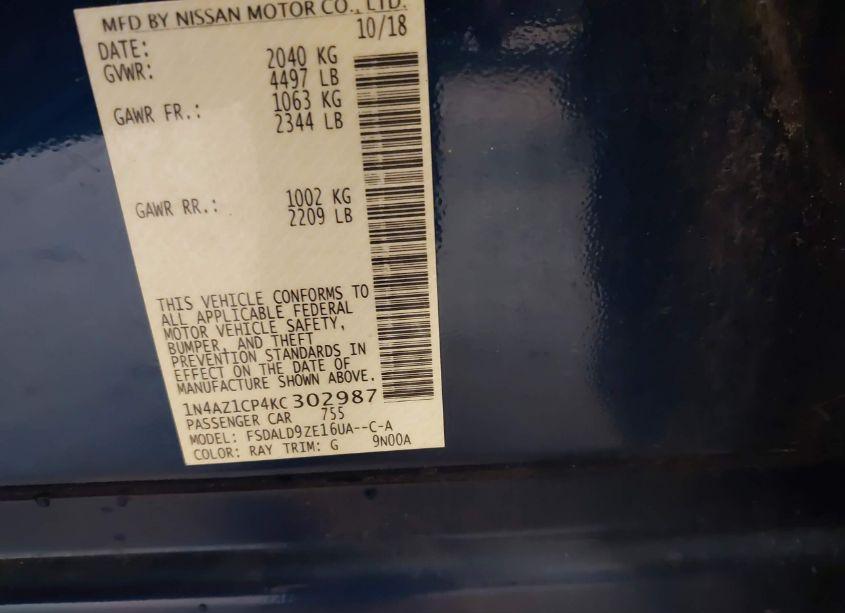 MFD BY NISSAN MOTOR CO., LTD.
DATE: 10/18
GVWR: 2040 KG
4497 LB
GAWR FR.: 1063 KG
2344 LB
GAWR RR.: 1002 KG
2209 LB
THIS VEHICLE CONFORMS TO
ALL APPLICABLE FEDERAL
MOTOR VEHICLE SAFETY,
BUMPER, AND THEFT
PREVENTION STANDARDS IN
EFFECT ON THE DATE OF
MANUFACTURE SHOWN ABOVE.
1N4AZ1CP4KC302987
PASSENGER CAR 755
MODEL: FSDALD9ZE16UA--C-A
COLOR: RAY TRIM: G 9N00A